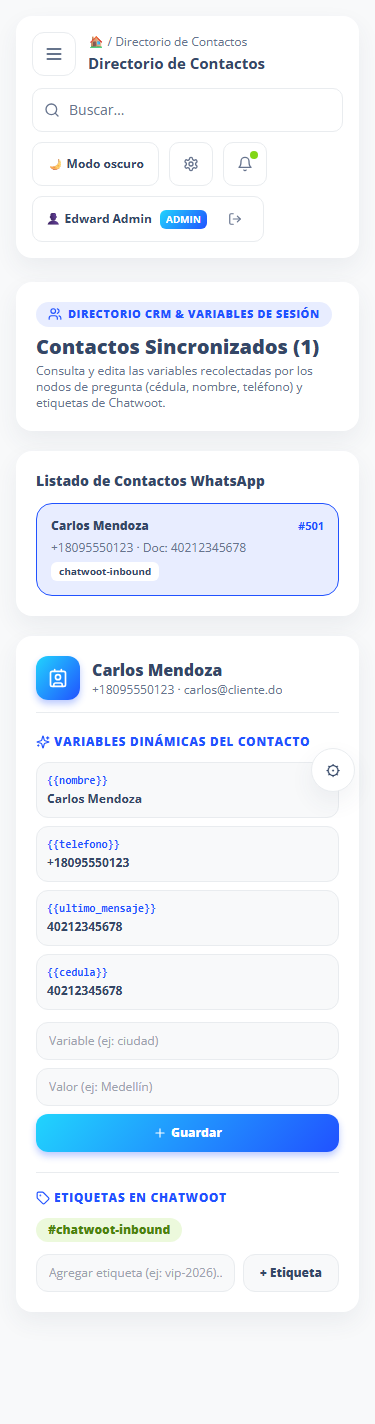 / Directorio de Contactos
Directorio de Contactos
Buscar...
Modo oscuro
Edward Admin ADMIN
DIRECTORIO CRM & VARIABLES DE SESIÓN
Contactos Sincronizados (1)
Consulta y edita las variables recolectadas por los
nodos de pregunta (cédula, nombre, teléfono) y
etiquetas de Chatwoot.
Listado de Contactos WhatsApp
Carlos Mendoza #501
+18095550123 · Doc: 40212345678
chatwoot-inbound
Carlos Mendoza
+18095550123 · carlos@cliente.do
VARIABLES DINÁMICAS DEL CONTACTO
{{nombre}}
Carlos Mendoza
{{telefono}}
+18095550123
{{ultimo_mensaje}}
40212345678
{{cedula}}
40212345678
Variable (ej: ciudad)
Valor (ej: Medellín)
+ Guardar
ETIQUETAS EN CHATWOOT
#chatwoot-inbound
Agregar etiqueta (ej: vip-2026)..
+ Etiqueta